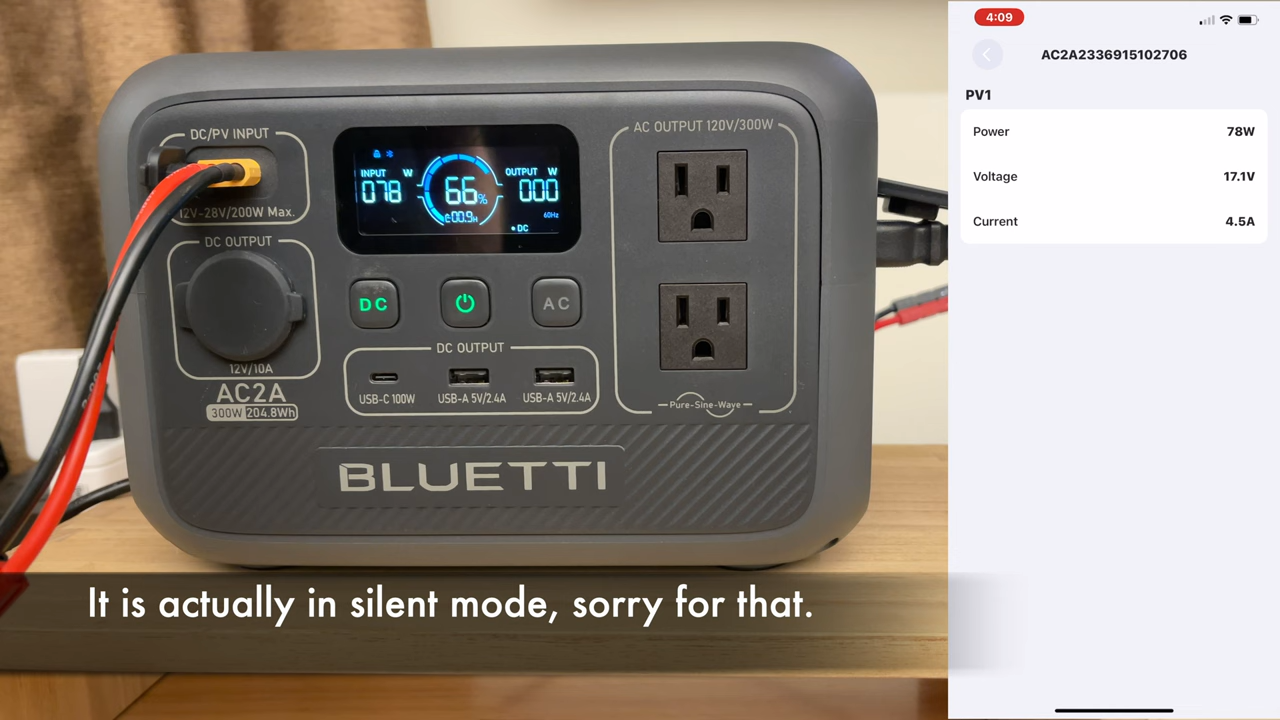 DC/PV INPUT
12V-28V/200W Max.
DC OUTPUT
12V/10A
AC2A
300W 204.8Wh
INPUT W
078
66%
00.9H
OUTPUT W
000
60Hz
DC
DC
AC
DC OUTPUT
USB-C 100W
USB-A 5V/2.4A
USB-A 5V/2.4A
AC OUTPUT 120V/300W
Pure-Sine-Wave
BLUETTI
It is actually in silent mode, sorry for that.
4:09
AC2A2336915102706
PV1
Power 78W
Voltage 17.1V
Current 4.5A